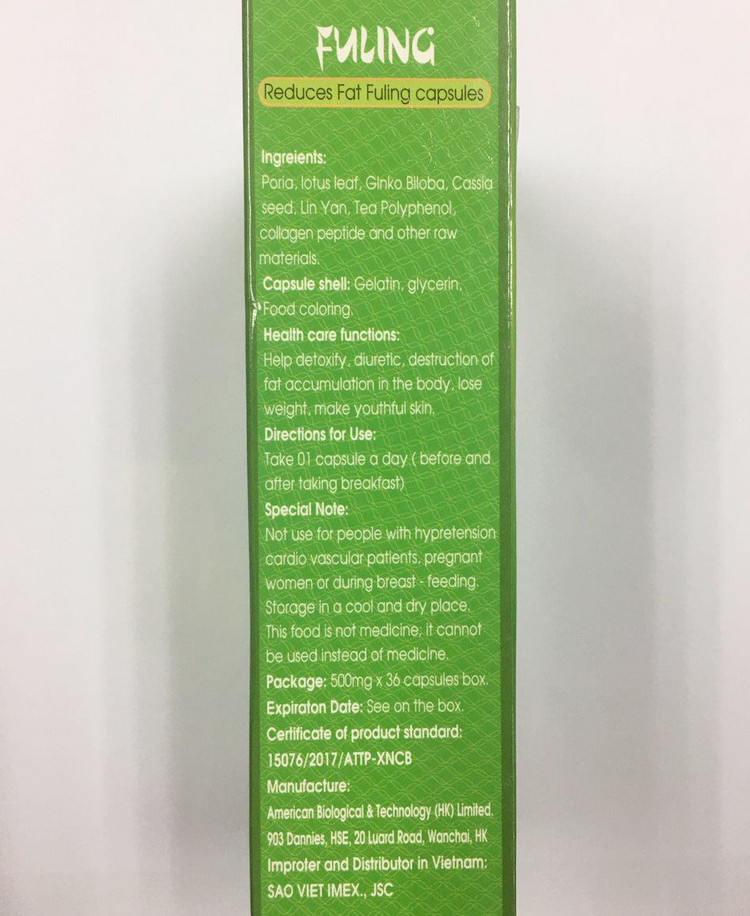 FULING
Reduces Fat Fuling capsules
Ingreients:
Poria, lotus leaf, GInko Biloba, Cassia
seed, Lin Yan, Tea Polyphenol,
collagen peptide and other raw
materials.
Capsule shell: Gelatin, glycerin,
Food coloring.
Health care functions:
Help detoxify, diuretic, destruction of
fat accumulation in the body, lose
weight, make youthful skin.
Directions for Use:
Take 01 capsule a day ( before and
after taking breakfast)
Special Note:
Not use for people with hypretension
cardio vascular patients, pregnant
women or during breast - feeding.
Storage in a cool and dry place.
This food is not medicine; it cannot
be used instead of medicine.
Package: 500mg x 36 capsules box.
Expiraton Date: See on the box.
Certificate of product standard:
15076/2017/ATTP-XNCB
Manufacture:
American Biological & Technology (HK) Limited.
903 Dannies, HSE, 20 Luard Road, Wanchai, HK
Improter and Distributor in Vietnam:
SAO VIET IMEX., JSC